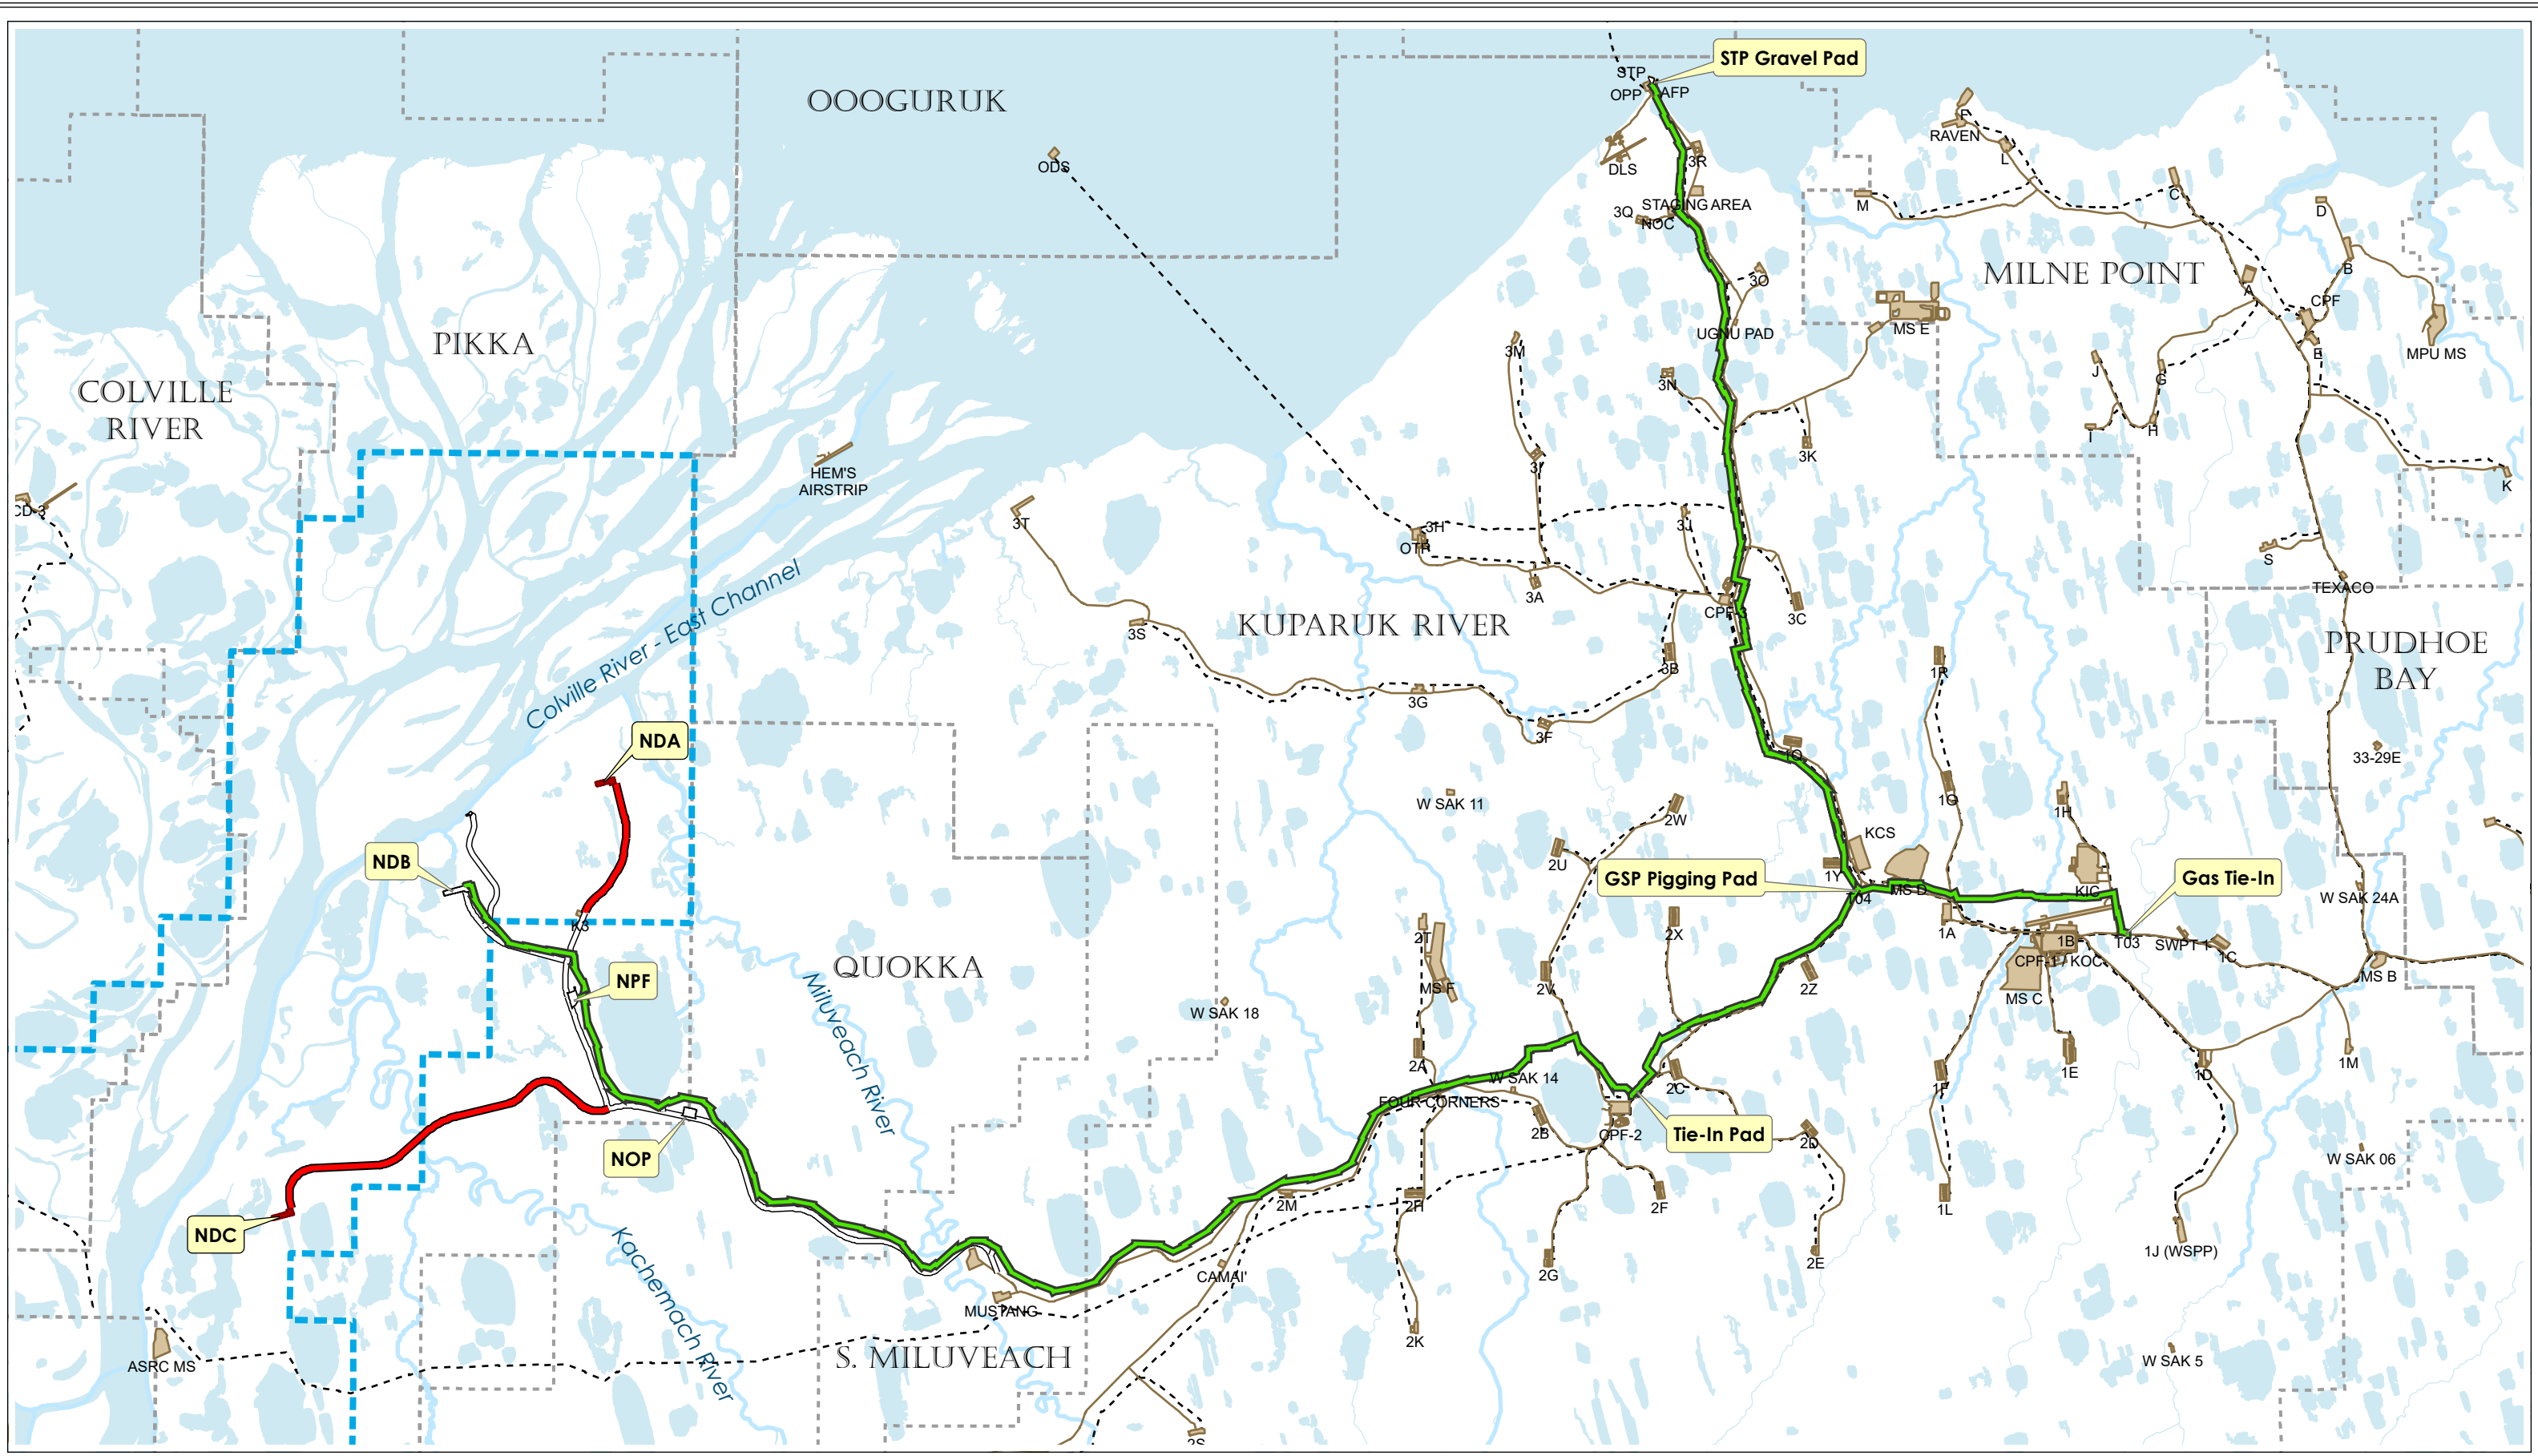 STP Gravel Pad
STP
OPP
AFP
OOOGURUK
ODS
DLS
3R
STAGING AREA
3Q
NOC
RAVEN
F
L
M
C
D
B
MILNE POINT
A
CPF
E
MPU MS
3O
UGNU PAD
MS E
PIKKA
COLVILLE
RIVER
3M
3N
J
G
I
H
K
HEM'S
AIRSTRIP
3I
3K
CD-3
3T
3H
OTP
3J
S
TEXACO
3A
CPF-3
3C
Colville River - East Channel
3S
KUPARUK RIVER
PRUDHOE
BAY
3B
1R
3G
3F
NDA
1Q
33-29E
W SAK 11
2W
1G
1H
KCS
NDB
2U
GSP Pigging Pad
1Y
T04
MS D
KIC
Gas Tie-In
W SAK 24A
K3
2T
2X
1A
1B
T03
SWPT 1
1C
CPF-1 / KOC
QUOKKA
NPF
MS F
2V
2Z
MS C
MS B
W SAK 18
Miluveach River
2A
W SAK 14
2C
1F
1E
1D
1M
FOUR CORNERS
2B
CPF-2
Tie-In Pad
2D
NOP
W SAK 06
2M
2H
2F
1L
NDC
Kachemach River
CAMAI'
2G
2E
1J (WSPP)
MUSTANG
2K
ASRC MS
S. MILUVEACH
W SAK 5
2S